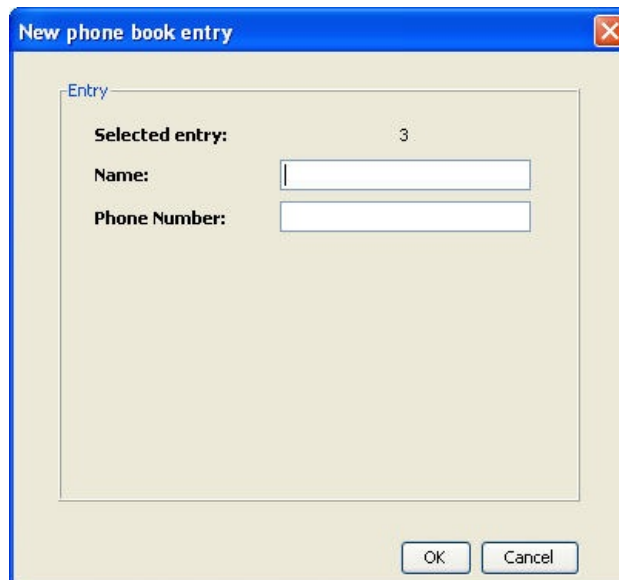 New phone book entry
Entry
Selected entry: 3
Name:
Phone Number:
OK Cancel